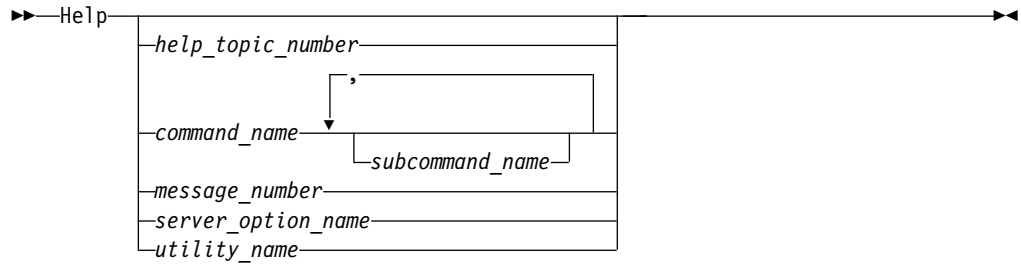 Help
help_topic_number
,
command_name
subcommand_name
message_number
server_option_name
utility_name